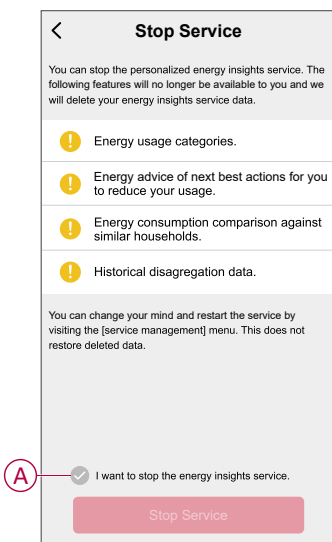 Stop Service
You can stop the personalized energy insights service. The
following features will no longer be available to you and we
will delete your energy insights service data.
Energy usage categories.
Energy advice of next best actions for you
to reduce your usage.
Energy consumption comparison against
similar households.
Historical disagregation data.
You can change your mind and restart the service by
visiting the [service management] menu. This does not
restore deleted data.
A
I want to stop the energy insights service.
Stop Service